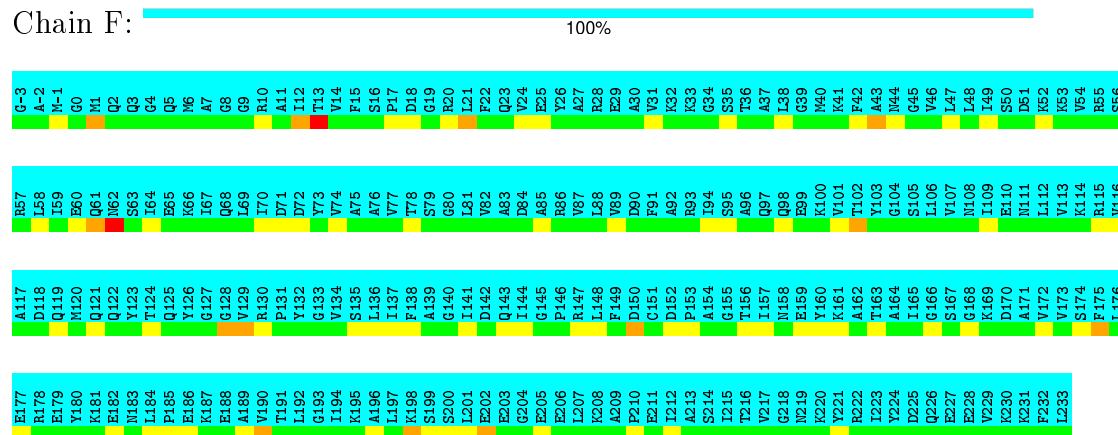 Chain F:
100%
G-3 A-2 M-1 G0 M1 Q2 Q3 G4 Q5 M6 A7 G8 G9 R10 A11 I12 T13 V14 F15 S16 P17 D18 G19 R20 L21 F22 Q23 V24 E25 Y26 A27 R28 E29 A30 V31 K32 K33 G34 S35 T36 A37 L38 G39 M40 K41 F42 A43 N44 G45 V46 L47 L48 I49 S50 D51 K52 K53 V54 R55 S56
R57 L58 I59 E60 Q61 N62 S63 I64 E65 K66 I67 Q68 L69 I70 D71 D72 Y73 V74 A75 A76 V77 T78 S79 G80 L81 V82 A83 D84 A85 R86 V87 L88 V89 D90 F91 A92 R93 I94 S95 A96 Q97 Q98 E99 K100 V101 T102 Y103 G104 S105 L106 V107 N108 I109 E110 N111 L112 V113 K114 R115 M116
A117 D118 Q119 M120 Q121 Q122 Y123 T124 Q125 Y126 G127 G128 V129 R130 P131 Y132 G133 V134 S135 L136 I137 F138 A139 G140 I141 D142 Q143 I144 G145 P146 R147 L148 F149 D150 C151 D152 P153 A154 G155 T156 I157 N158 E159 Y160 K161 A162 T163 A164 I165 G166 S167 G168 K169 D170 A171 V172 V173 S174 F175 L176
E177 R178 E179 Y180 K181 E182 N183 L184 P185 E186 K187 E188 A189 V190 T191 L192 G193 I194 K195 A196 L197 K198 S199 S200 L201 E202 E203 G204 E205 E206 L207 K208 A209 P210 E211 I212 A213 S214 I215 T216 V217 G218 N219 K220 Y221 R222 I223 Y224 D225 Q226 E227 E228 V229 K230 K231 F232 L233